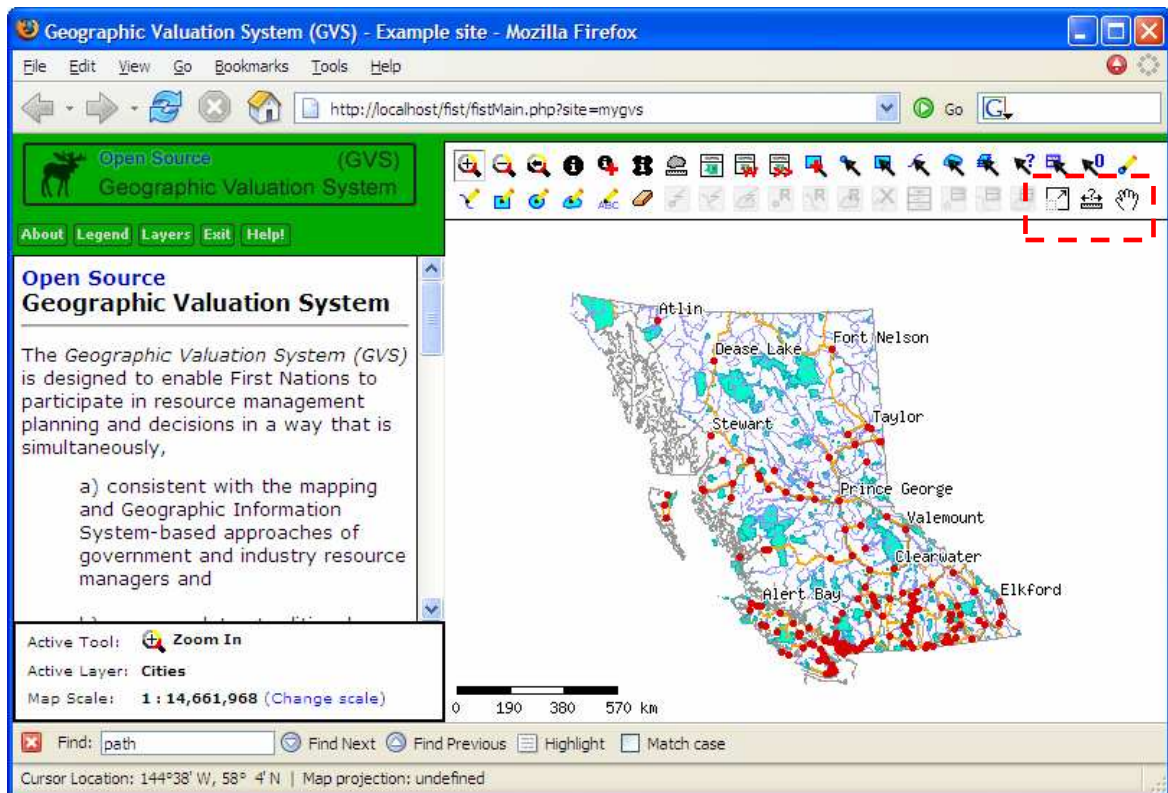 Geographic Valuation System (GVS) - Example site - Mozilla Firefox
File Edit View Go Bookmarks Tools Help
http://localhost/fist/fistMain.php?site=mygvs
Go
G
Open Source (GVS)
Geographic Valuation System
About Legend Layers Exit Help!
Open Source
Geographic Valuation System
The Geographic Valuation System (GVS)
is designed to enable First Nations to
participate in resource management
planning and decisions in a way that is
simultaneously,
a) consistent with the mapping
and Geographic Information
System-based approaches of
government and industry resource
managers and
Active Tool: Zoom In
Active Layer: Cities
Map Scale: 1 : 14,661,968 (Change scale)
ABC
R R R
Atlin
Fort Nelson
Dease Lake
Taylor
Stewart
Prince George
Valemount
Clearwater
Elkford
Alert Bay
0 190 380 570 km
Find: path Find Next Find Previous Highlight Match case
Cursor Location: 144°38' W, 58° 4' N | Map projection: undefined